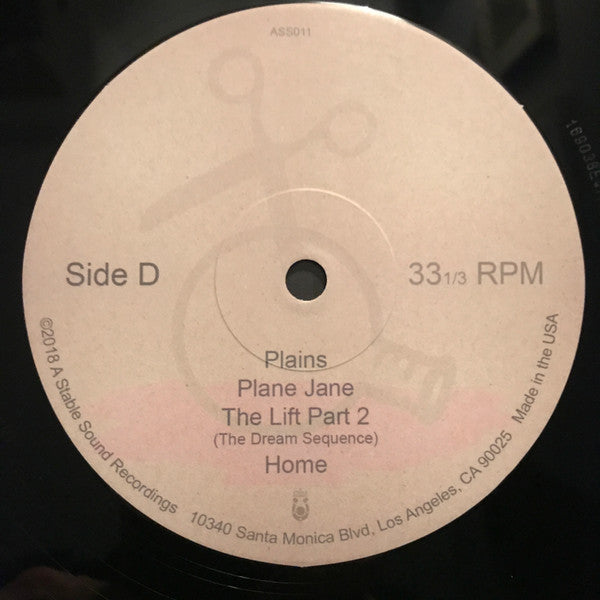 ASS011
Side D
33 1/3 RPM
Plains
Plane Jane
The Lift Part 2
(The Dream Sequence)
Home
©2018 A Stable Sound Recordings 10340 Santa Monica Blvd, Los Angeles, CA 90025 Made in the USA